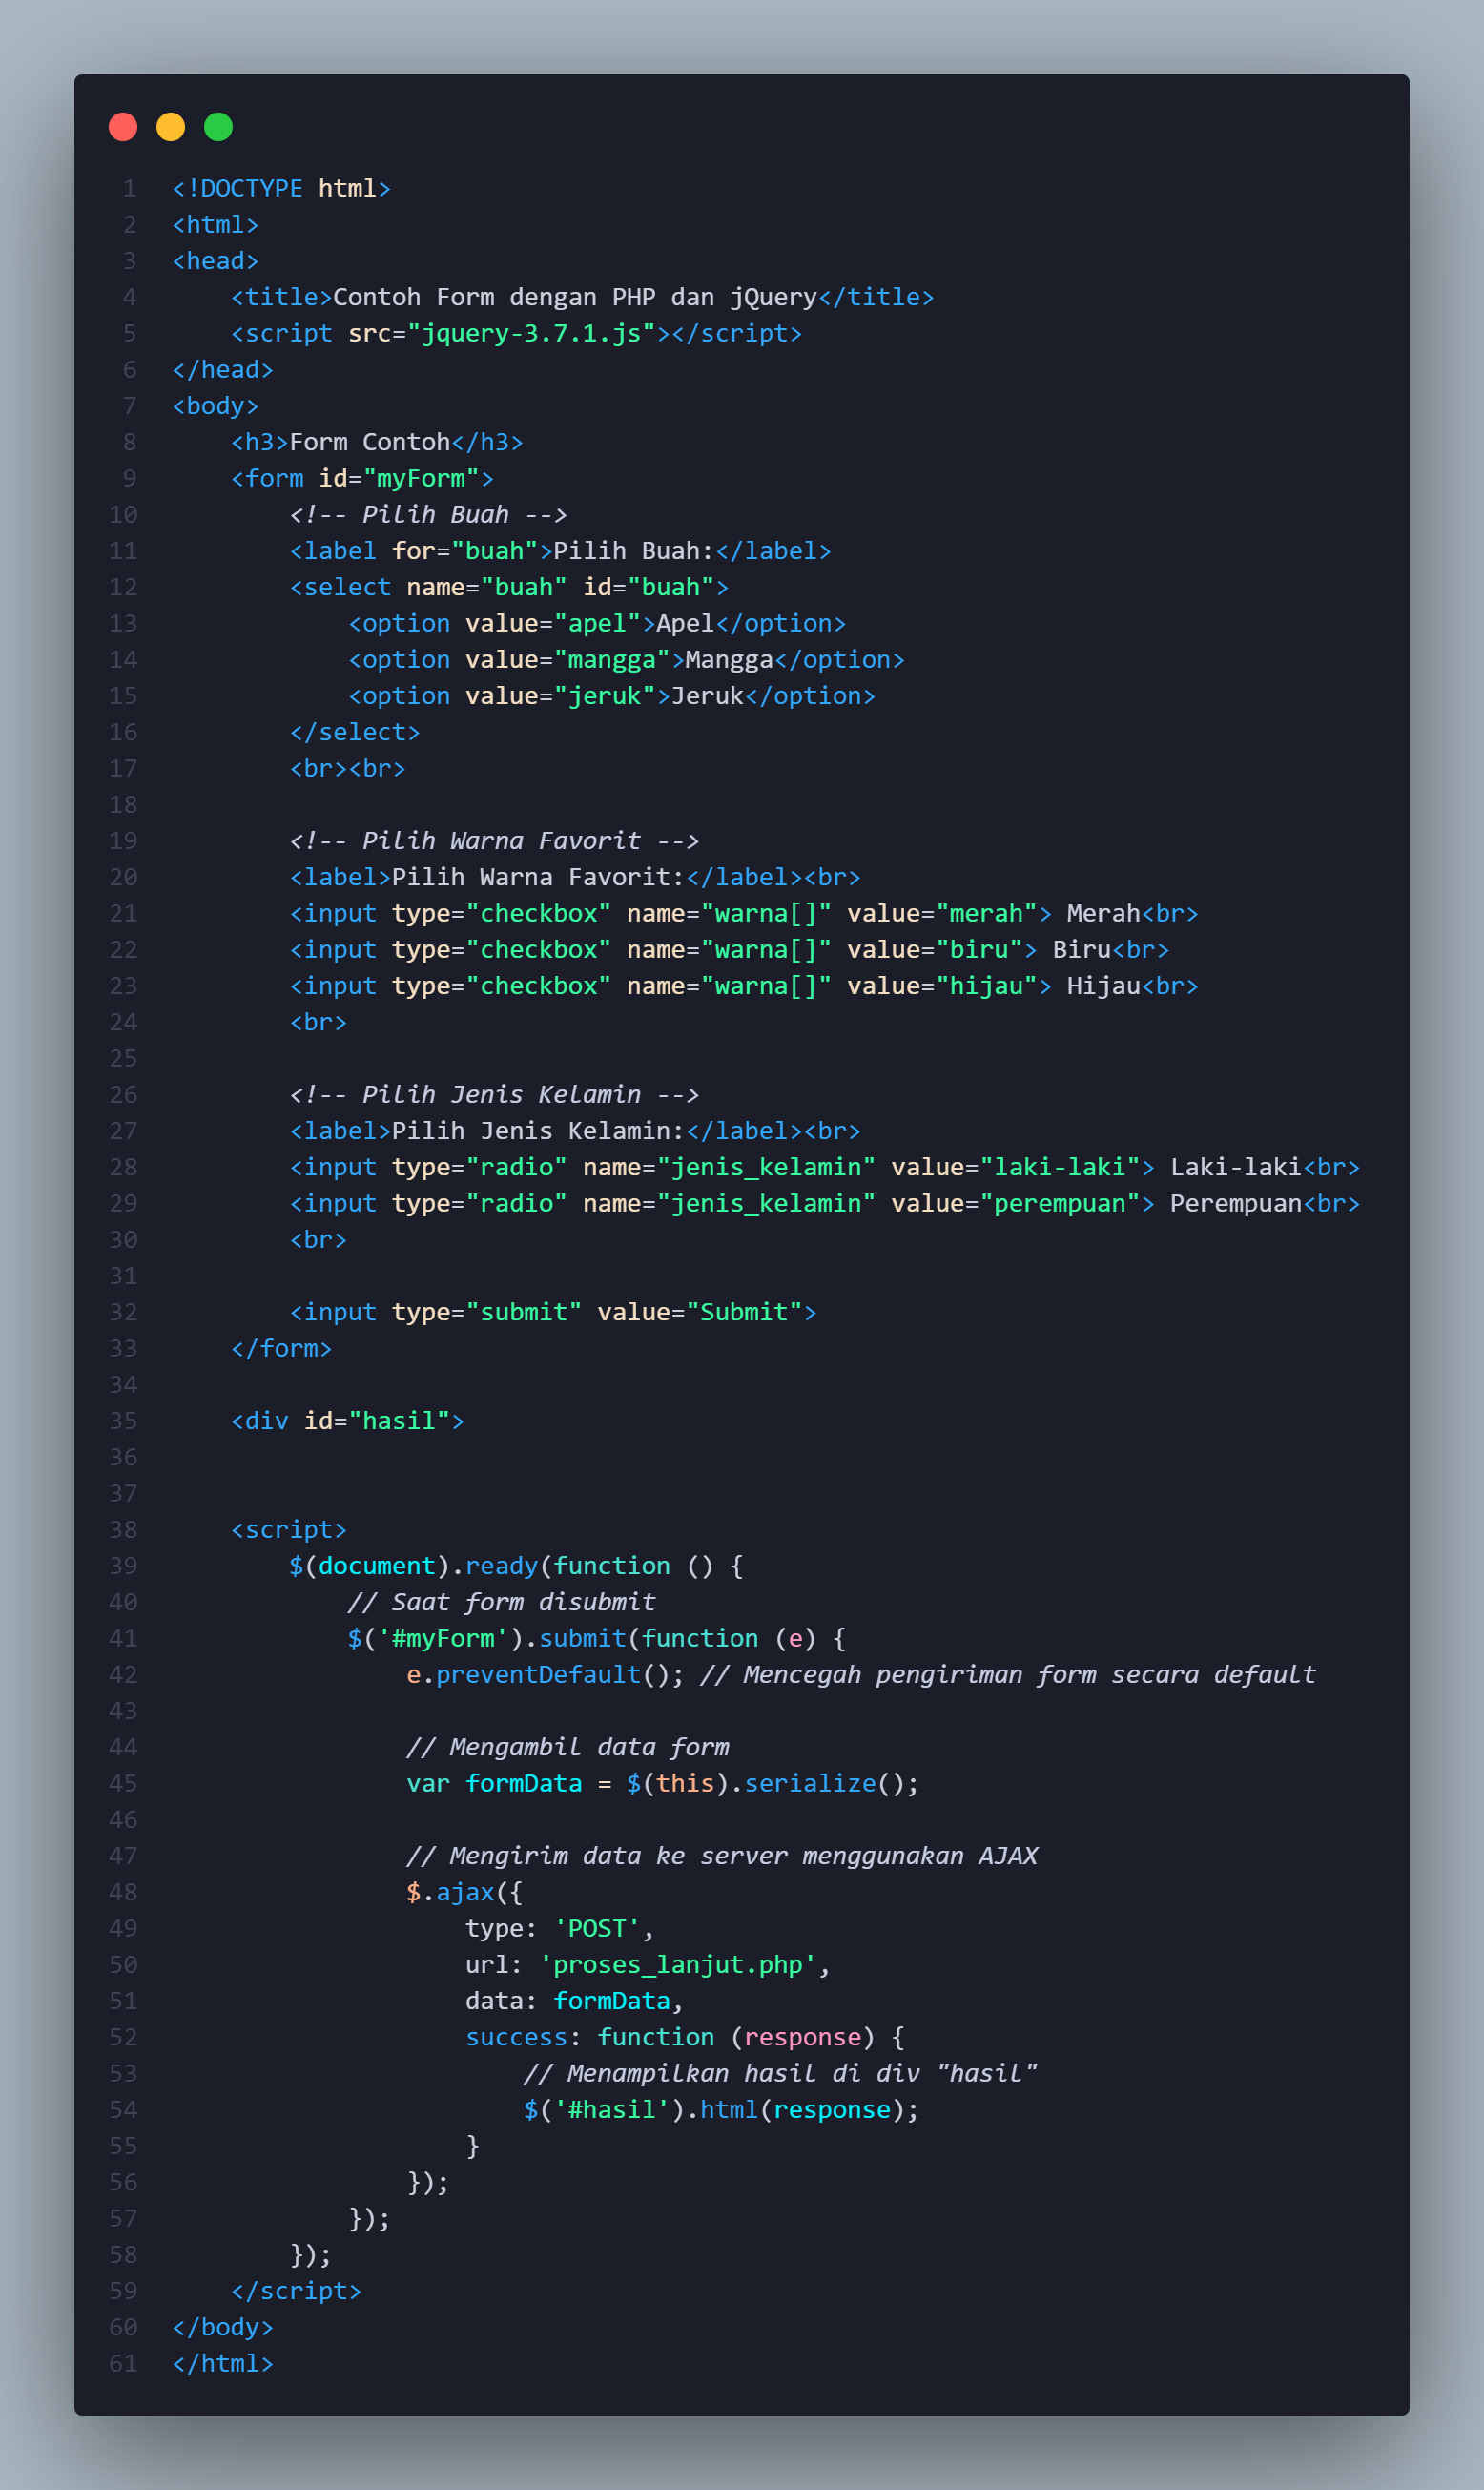 1 <!DOCTYPE html>
2 <html>
3 <head>
4     <title>Contoh Form dengan PHP dan jQuery</title>
5     <script src="jquery-3.7.1.js"></script>
6 </head>
7 <body>
8     <h3>Form Contoh</h3>
9     <form id="myForm">
10         <!-- Pilih Buah -->
11         <label for="buah">Pilih Buah:</label>
12         <select name="buah" id="buah">
13             <option value="apel">Apel</option>
14             <option value="mangga">Mangga</option>
15             <option value="jeruk">Jeruk</option>
16         </select>
17         <br><br>
18
19         <!-- Pilih Warna Favorit -->
20         <label>Pilih Warna Favorit:</label><br>
21         <input type="checkbox" name="warna[]" value="merah"> Merah<br>
22         <input type="checkbox" name="warna[]" value="biru"> Biru<br>
23         <input type="checkbox" name="warna[]" value="hijau"> Hijau<br>
24         <br>
25
26         <!-- Pilih Jenis Kelamin -->
27         <label>Pilih Jenis Kelamin:</label><br>
28         <input type="radio" name="jenis_kelamin" value="laki-laki"> Laki-laki<br>
29         <input type="radio" name="jenis_kelamin" value="perempuan"> Perempuan<br>
30         <br>
31
32         <input type="submit" value="Submit">
33     </form>
34
35     <div id="hasil">
36
37
38     <script>
39         $(document).ready(function () {
40             // Saat form disubmit
41             $('#myForm').submit(function (e) {
42                 e.preventDefault(); // Mencegah pengiriman form secara default
43
44                 // Mengambil data form
45                 var formData = $(this).serialize();
46
47                 // Mengirim data ke server menggunakan AJAX
48                 $.ajax({
49                     type: 'POST',
50                     url: 'proses_lanjut.php',
51                     data: formData,
52                     success: function (response) {
53                         // Menampilkan hasil di div "hasil"
54                         $('#hasil').html(response);
55                     }
56                 });
57             });
58         });
59     </script>
60 </body>
61 </html>